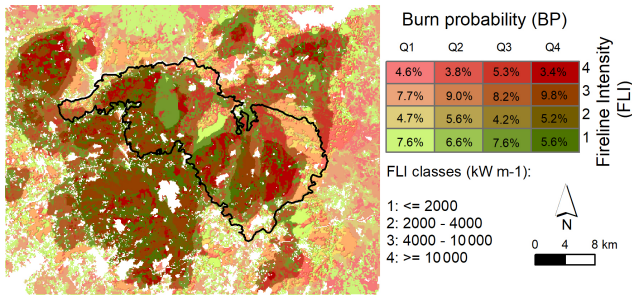 Burn probability (BP)
Q1 Q2 Q3 Q4
4.6% 3.8% 5.3% 3.4% 4
7.7% 9.0% 8.2% 9.8% 3
4.7% 5.6% 4.2% 5.2% 2
7.6% 6.6% 7.6% 5.6% 1
Fireline Intensity
(FLI)
FLI classes (kW m-1):
1: <= 2000
2: 2000 - 4000
3: 4000 - 10 000
4: >= 10 000
N
0 4 8 km